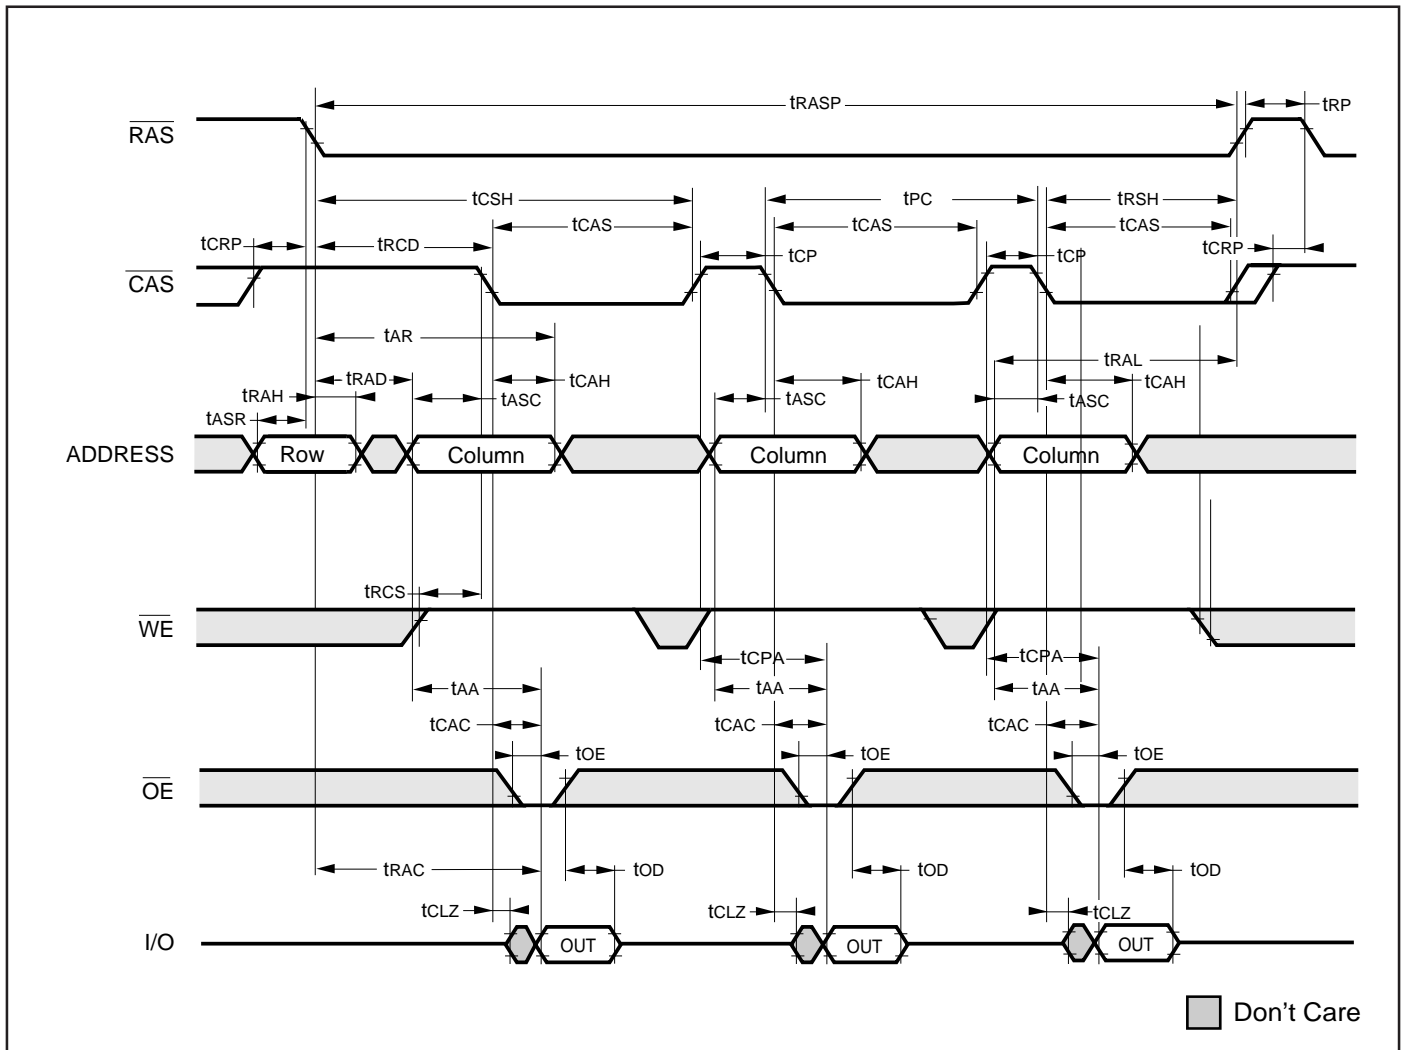 tRASP
tRP
RAS
tCSH
tPC
tRSH
tCAS
tCAS
tCAS
tCRP
tRCD
tCP
tCP
tCRP
CAS
tAR
tRAL
tRAD
tCAH
tCAH
tCAH
tRAH
tASC
tASC
tASC
tASR
ADDRESS
Row
Column
Column
Column
tRCS
WE
tCPA
tCPA
tAA
tAA
tAA
tCAC
tCAC
tCAC
tOE
tOE
tOE
OE
tRAC
tOD
tOD
tOD
tCLZ
tCLZ
tCLZ
I/O
OUT
OUT
OUT
Don't Care